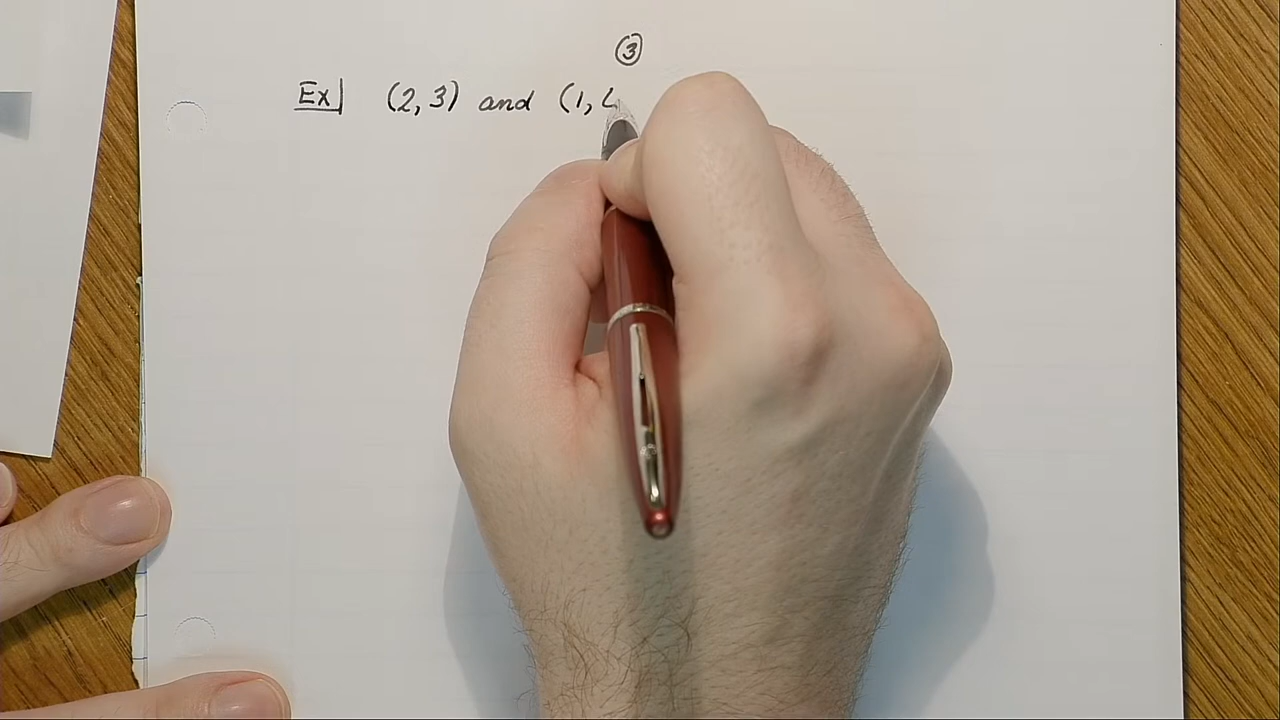 ③
Ex| (2,3) and (1,